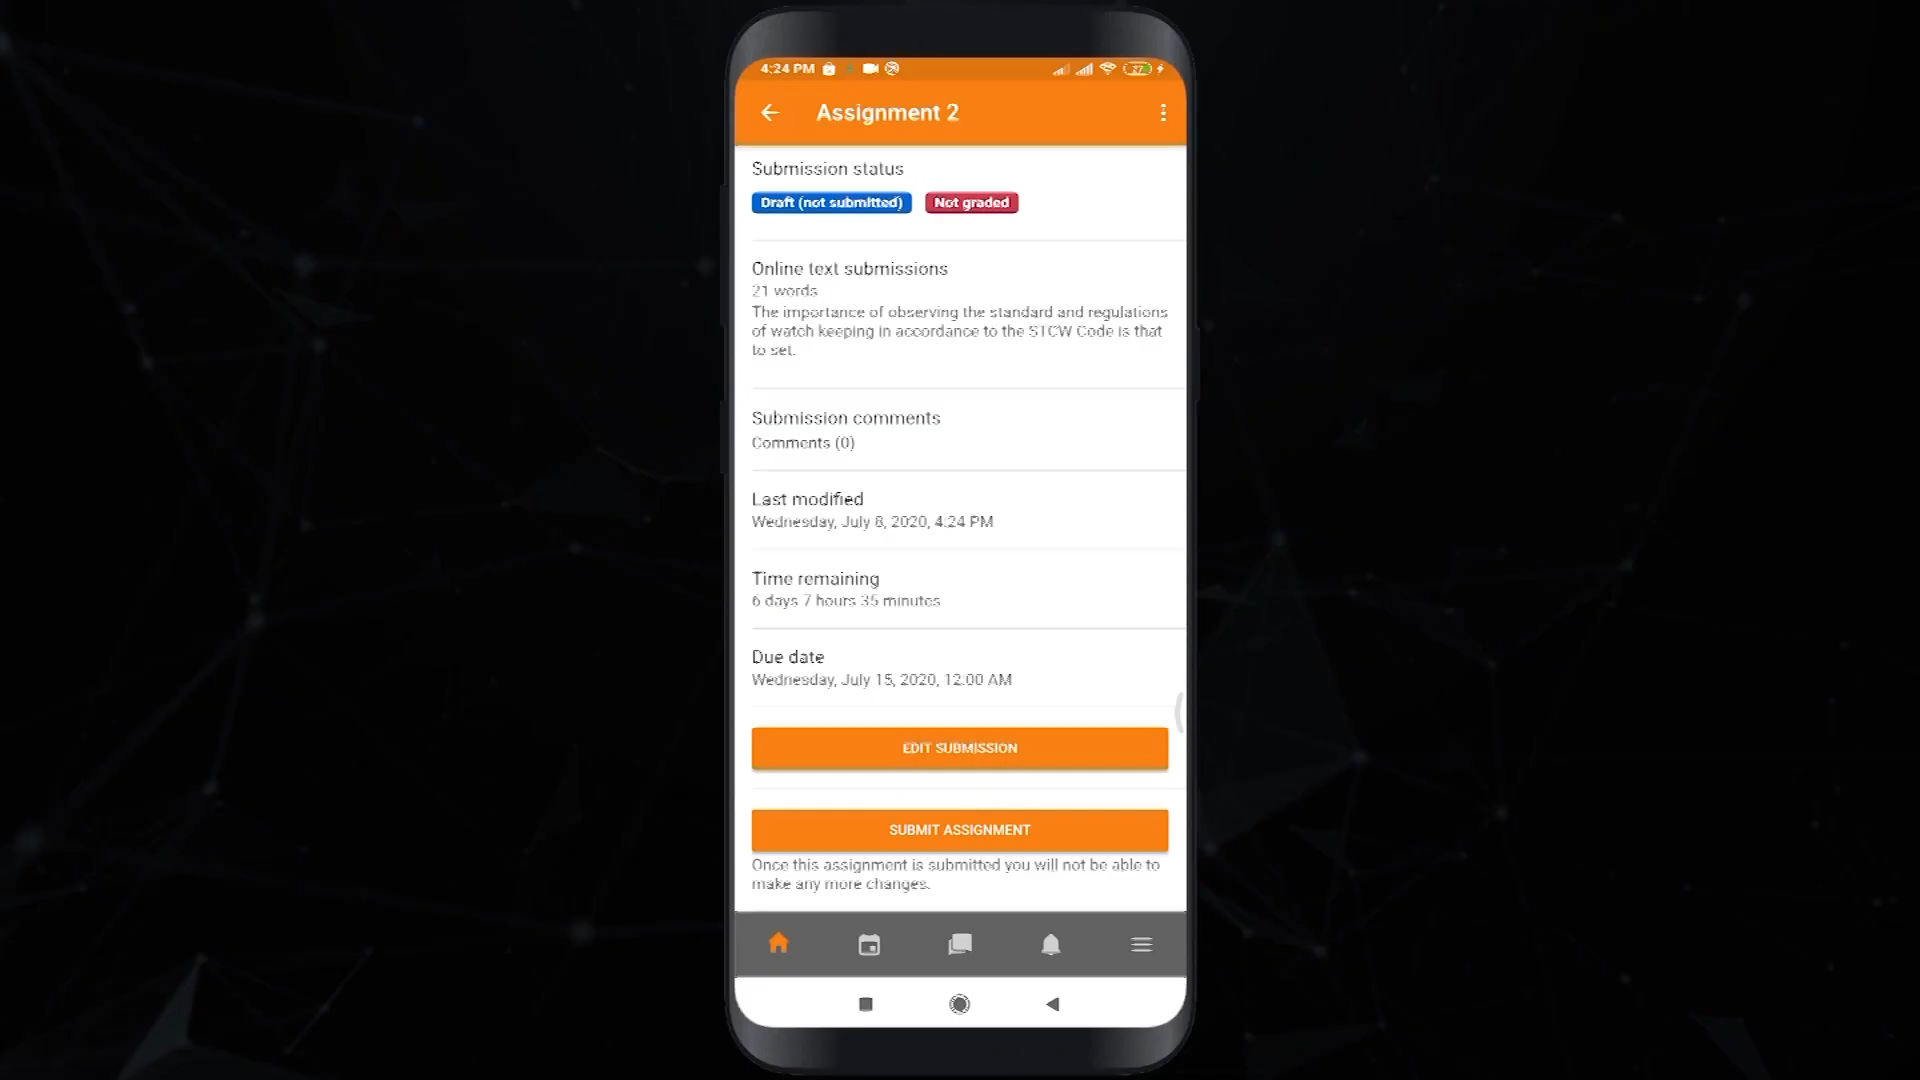 4:24 PM
27
Assignment 2
Submission status
Draft (not submitted) Not graded
Online text submissions
21 words
The importance of observing the standard and regulations
of watch keeping in accordance to the STCW Code is that
to set.
Submission comments
Comments (0)
Last modified
Wednesday, July 8, 2020, 4:24 PM
Time remaining
6 days 7 hours 35 minutes
Due date
Wednesday, July 15, 2020, 12:00 AM
EDIT SUBMISSION
SUBMIT ASSIGNMENT
Once this assignment is submitted you will not be able to
make any more changes.